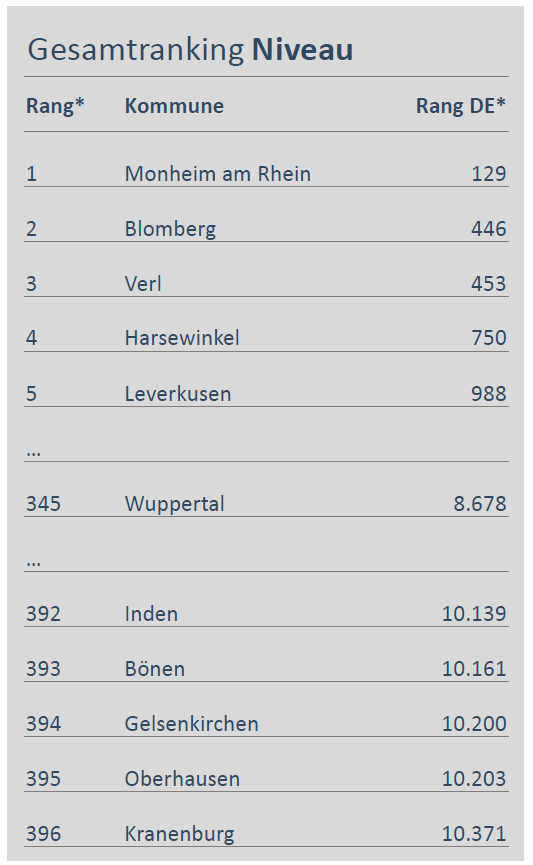 Gesamtranking Niveau
Rang* Kommune Rang DE*
1 Monheim am Rhein 129
2 Blomberg 446
3 Verl 453
4 Harsewinkel 750
5 Leverkusen 988
...
345 Wuppertal 8.678
...
392 Inden 10.139
393 Bönen 10.161
394 Gelsenkirchen 10.200
395 Oberhausen 10.203
396 Kranenburg 10.371